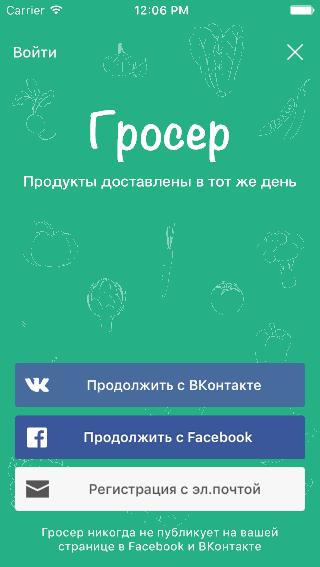 Carrier 12:06 PM
Войти
Гросер
Продукты доставлены в тот же день
Продолжить с ВКонтакте
Продолжить с Facebook
Регистрация с эл.почтой
Гросер никогда не публикует на вашей
странице в Facebook и ВКонтакте